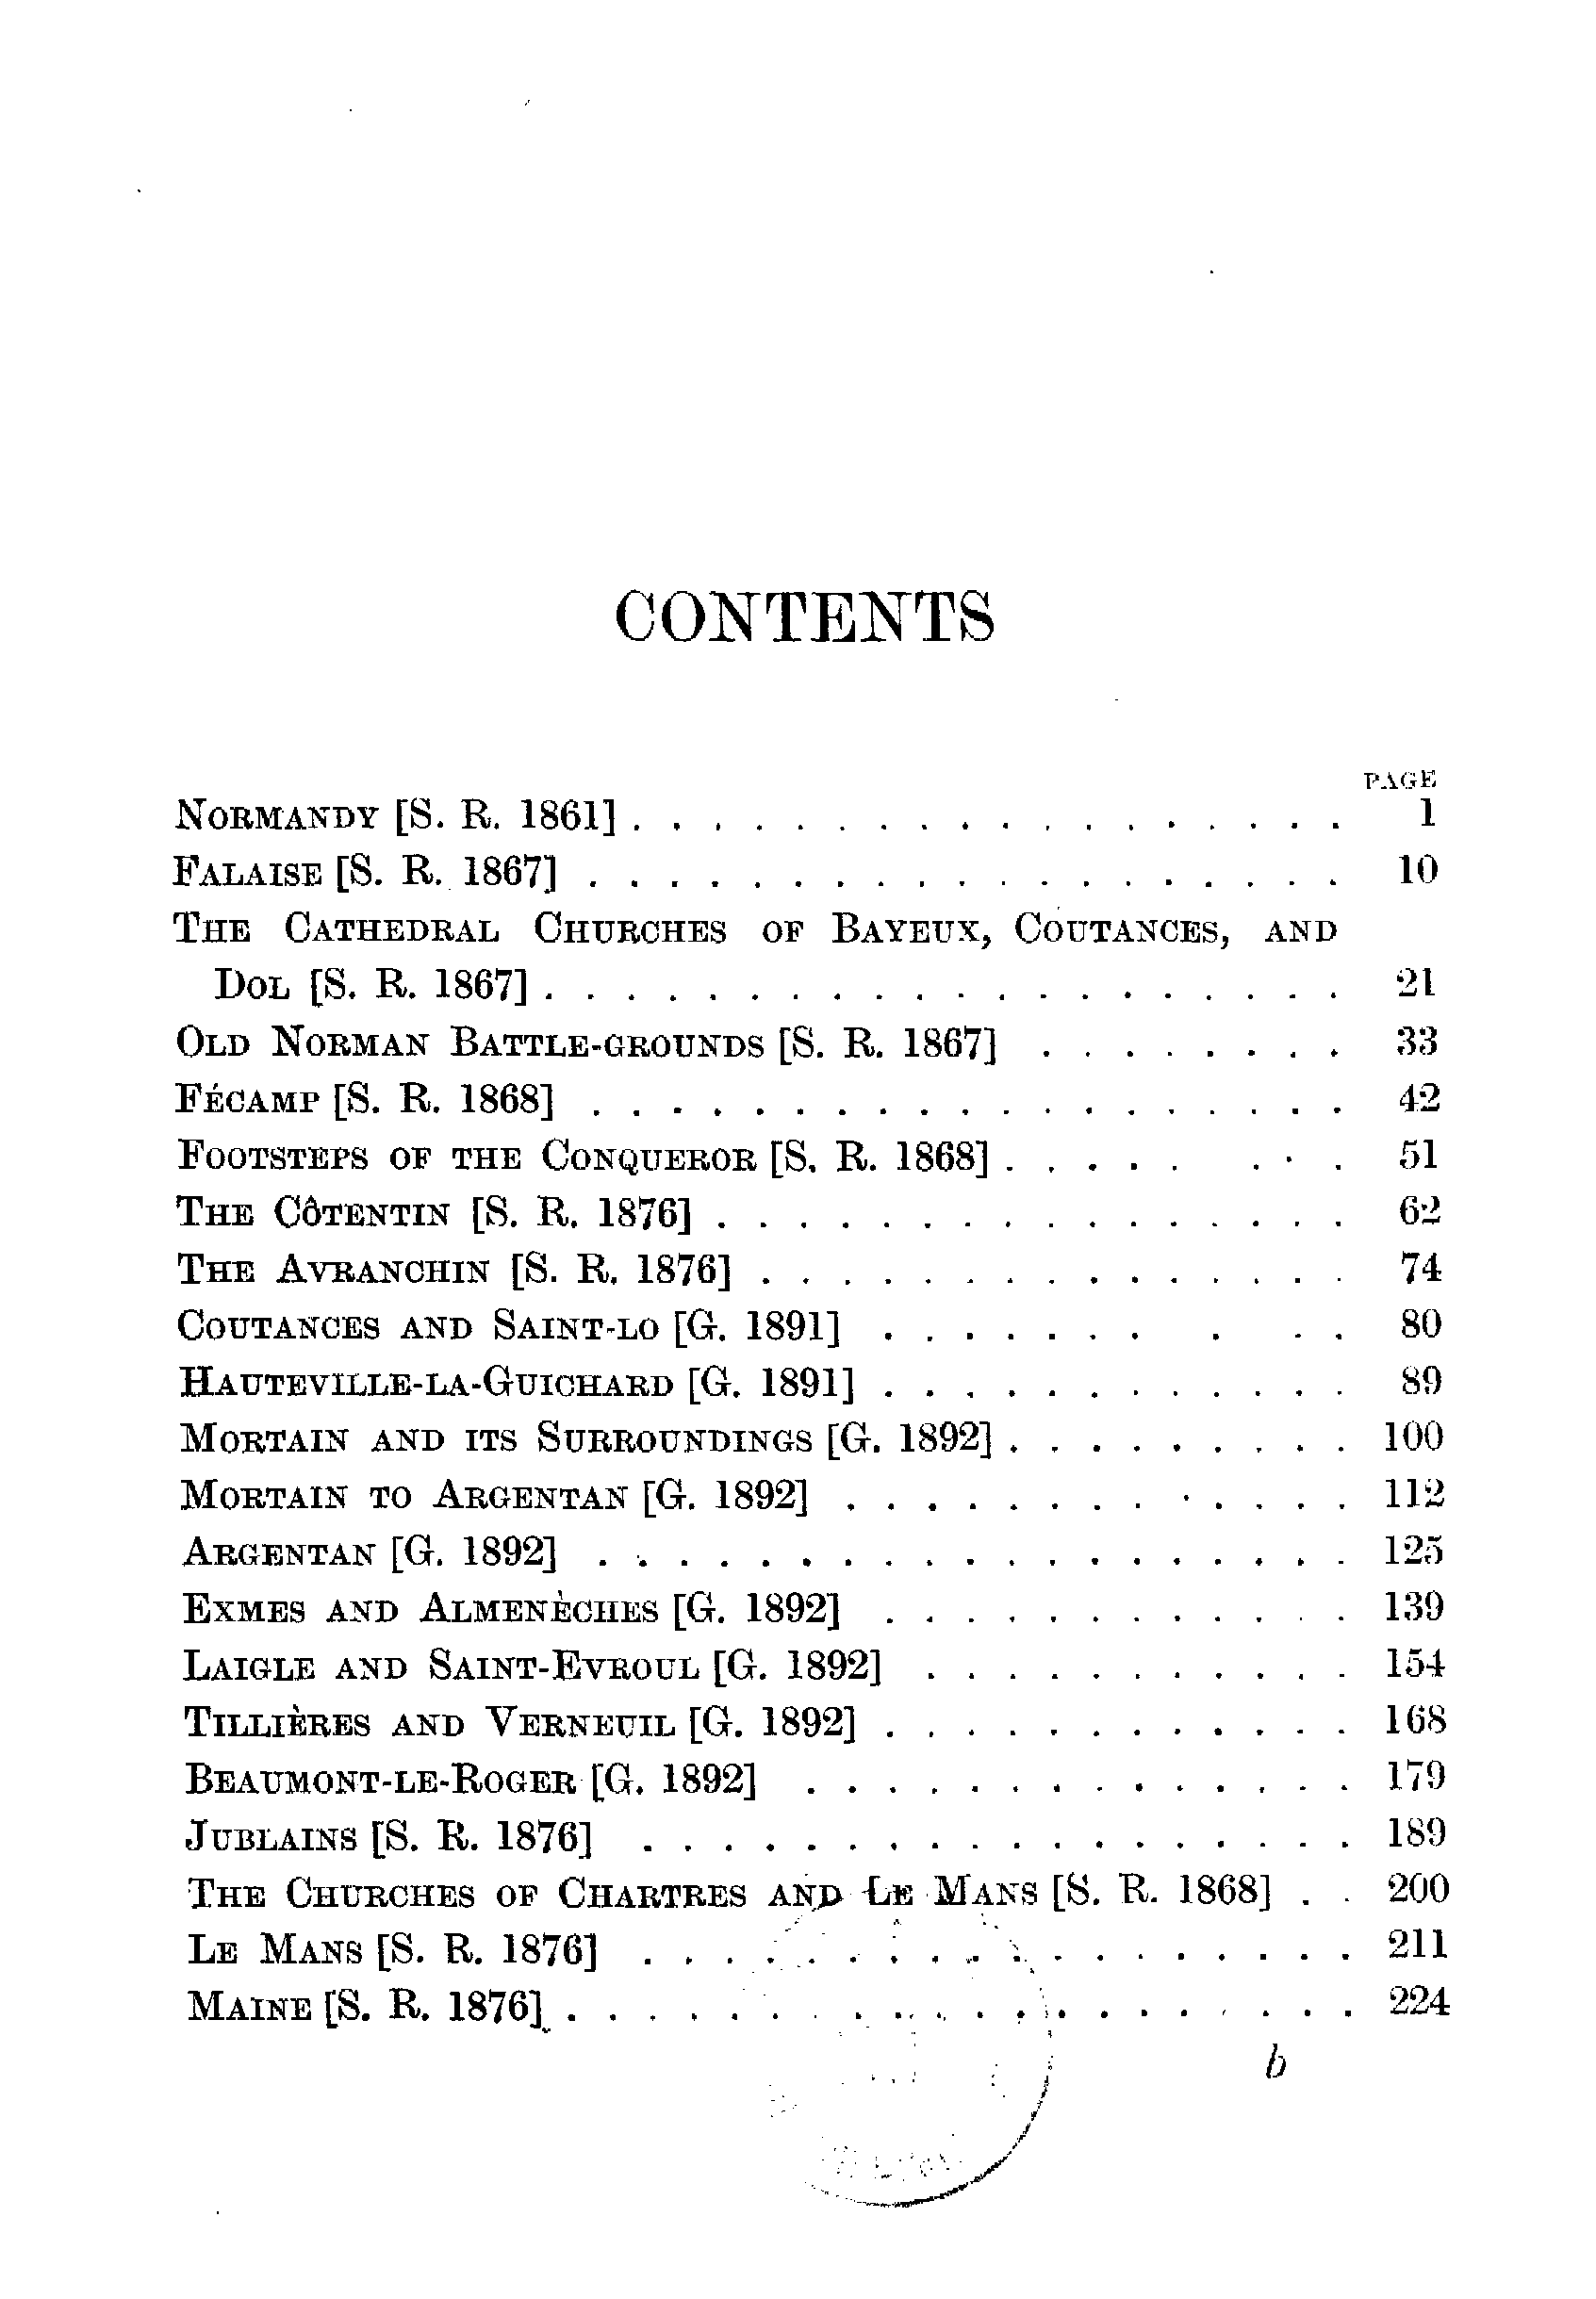 CONTENTS
PAGE
NORMANDY [S. R. 1861] . . . . . . . . . . . . . . . . . . 1
FALAISE [S. R. 1867] . . . . . . . . . . . . . . . . . . . 10
THE CATHEDRAL CHURCHES OF BAYEUX, COUTANCES, AND
DOL [S. R. 1867] . . . . . . . . . . . . . . . . . . . . 21
OLD NORMAN BATTLE-GROUNDS [S. R. 1867] . . . . . . . . 33
FÉCAMP [S. R. 1868] . . . . . . . . . . . . . . . . . . . 42
FOOTSTEPS OF THE CONQUEROR [S. R. 1868] . . . . . . . . 51
THE CÔTENTIN [S. R. 1876] . . . . . . . . . . . . . . . . 62
THE AVRANCHIN [S. R. 1876] . . . . . . . . . . . . . . . 74
COUTANCES AND SAINT-LO [G. 1891] . . . . . . . . . . 80
HAUTEVILLE-LA-GUICHARD [G. 1891] . . . . . . . . . . . . 89
MORTAIN AND ITS SURROUNDINGS [G. 1892] . . . . . . . . . 100
MORTAIN TO ARGENTAN [G. 1892] . . . . . . . . . . . . . 112
ARGENTAN [G. 1892] . . . . . . . . . . . . . . . . . . . 125
EXMES AND ALMENÈCHES [G. 1892] . . . . . . . . . . . . 139
LAIGLE AND SAINT-EVROUL [G. 1892] . . . . . . . . . . . 154
TILLIÈRES AND VERNEUIL [G. 1892] . . . . . . . . . . . . 168
BEAUMONT-LE-ROGER [G. 1892] . . . . . . . . . . . . . . 179
JUBLAINS [S. R. 1876] . . . . . . . . . . . . . . . . . . 189
THE CHURCHES OF CHARTRES AND LE MANS [S. R. 1868] . . 200
LE MANS [S. R. 1876] . . . . . . . . . . . . . . . . . . 211
MAINE [S. R. 1876] . . . . . . . . . . . . . . . . . . . . 224
b